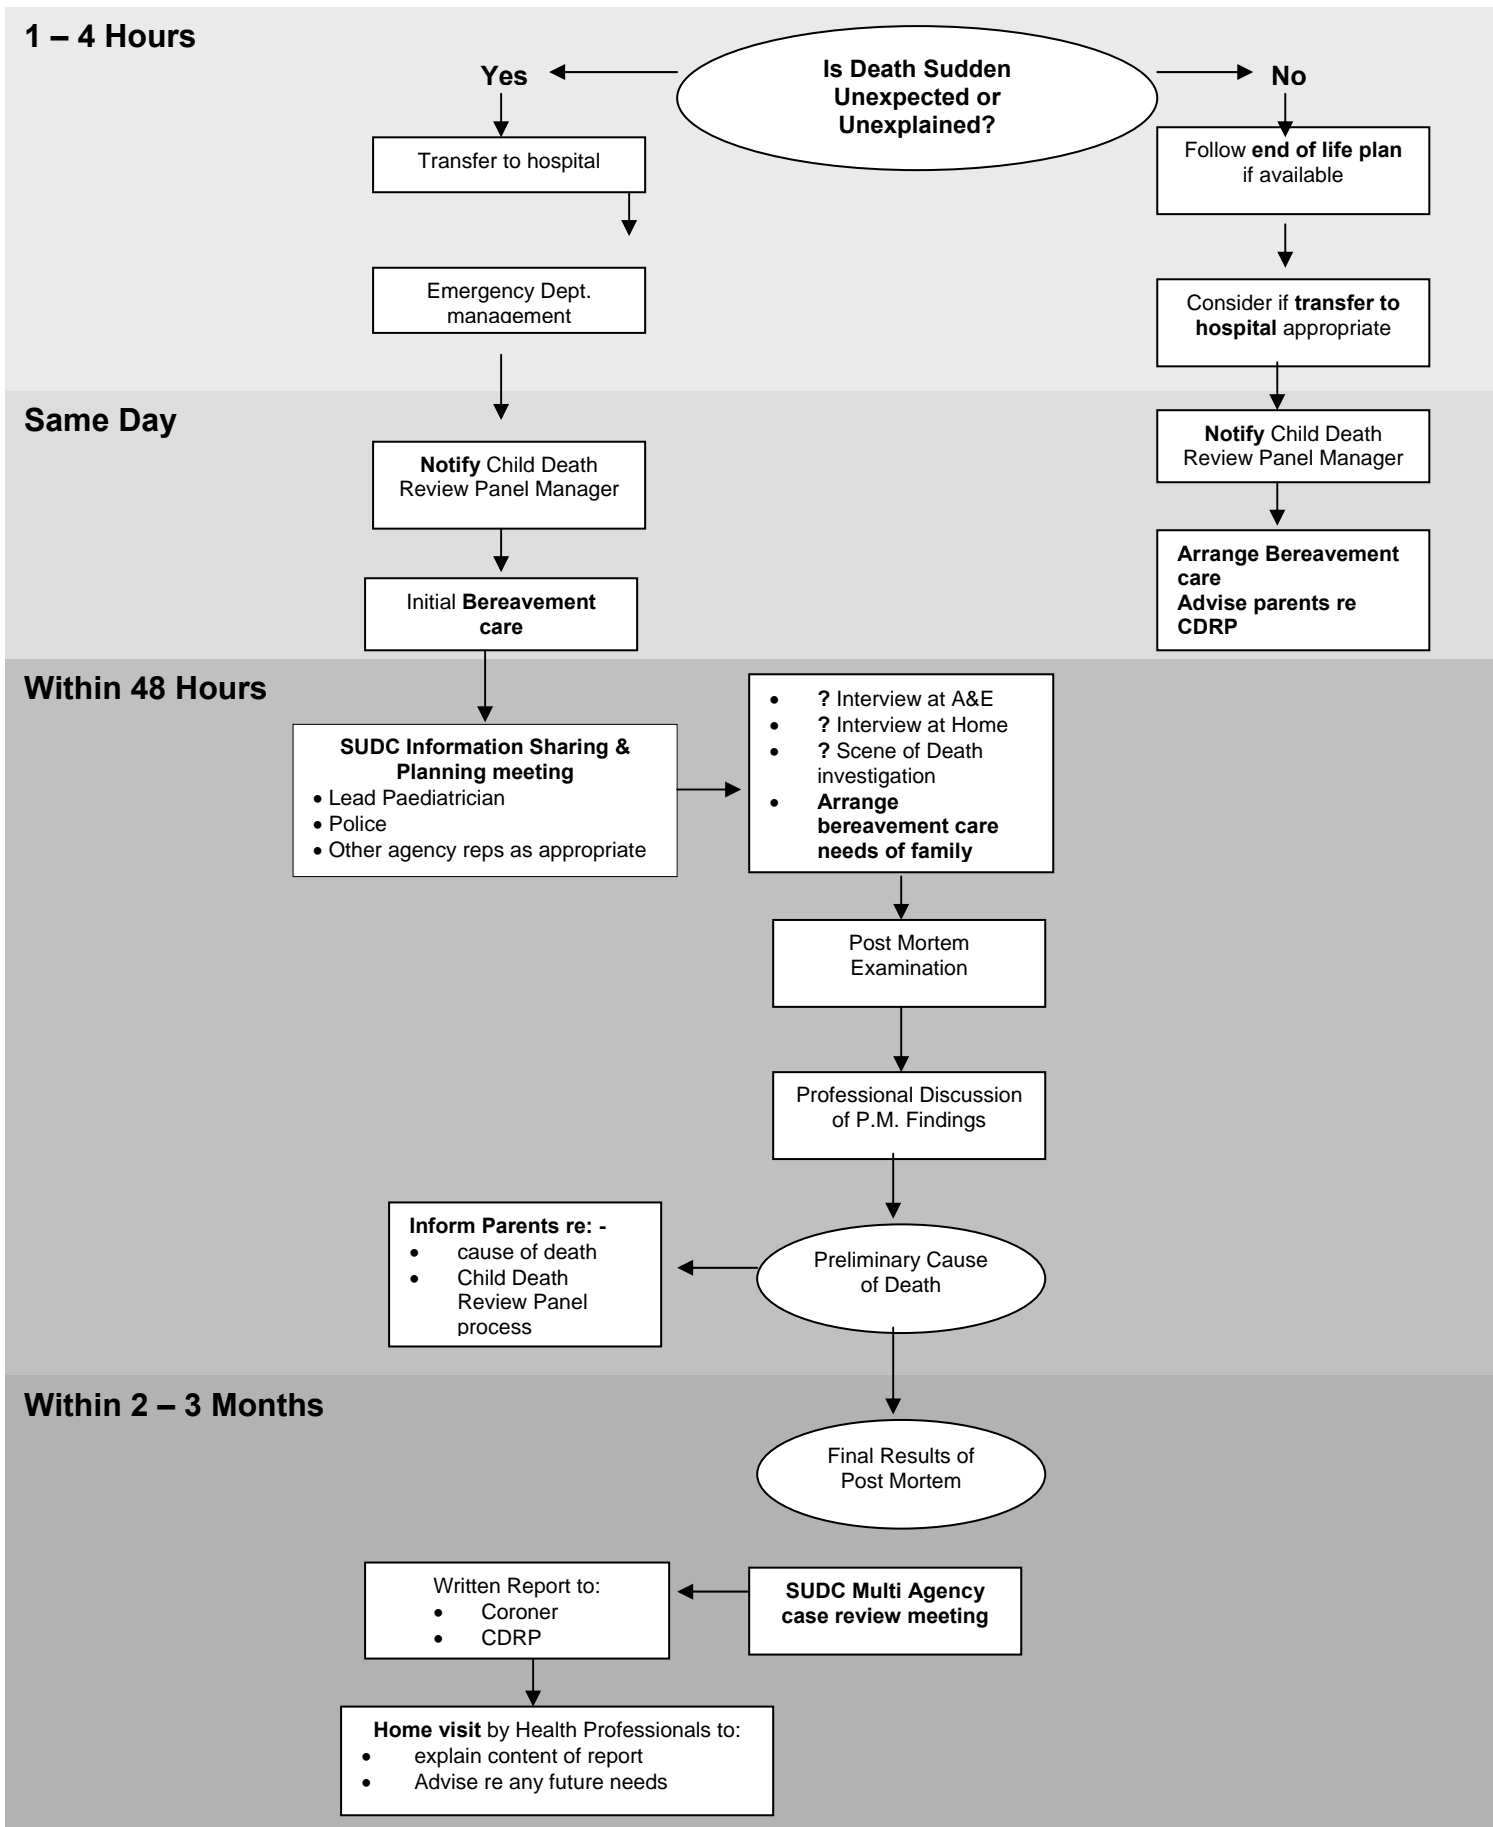 1 – 4 Hours
Is Death Sudden
Unexpected or
Unexplained?
Yes
No
Transfer to hospital
Follow end of life plan
if available
Emergency Dept.
management
Consider if transfer to
hospital appropriate
Same Day
Notify Child Death
Review Panel Manager
Notify Child Death
Review Panel Manager
Initial Bereavement
care
Arrange Bereavement
care
Advise parents re
CDRP
Within 48 Hours
SUDC Information Sharing &
Planning meeting
• Lead Paediatrician
• Police
• Other agency reps as appropriate
• ? Interview at A&E
• ? Interview at Home
• ? Scene of Death
investigation
• Arrange
bereavement care
needs of family
Post Mortem
Examination
Professional Discussion
of P.M. Findings
Preliminary Cause
of Death
Inform Parents re: -
• cause of death
• Child Death
Review Panel
process
Within 2 – 3 Months
Final Results of
Post Mortem
SUDC Multi Agency
case review meeting
Written Report to:
• Coroner
• CDRP
Home visit by Health Professionals to:
• explain content of report
• Advise re any future needs